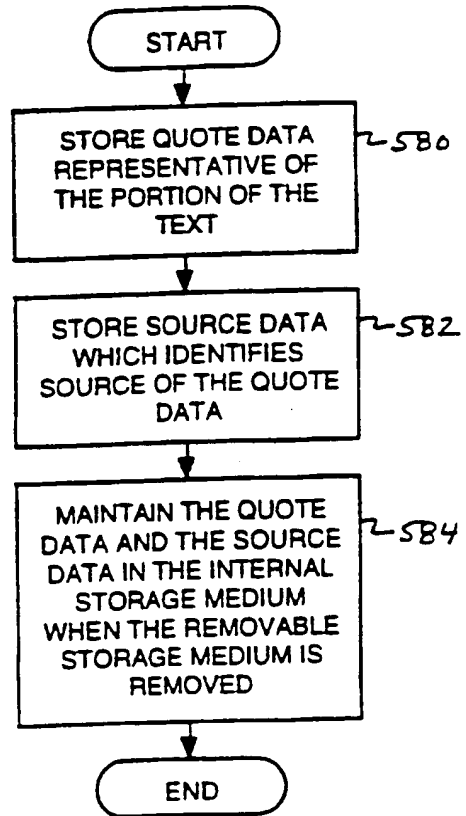 START
STORE QUOTE DATA
REPRESENTATIVE OF
THE PORTION OF THE
TEXT
580
STORE SOURCE DATA
WHICH IDENTIFIES
SOURCE OF THE QUOTE
DATA
582
MAINTAIN THE QUOTE
DATA AND THE SOURCE
DATA IN THE INTERNAL
STORAGE MEDIUM
WHEN THE REMOVABLE
STORAGE MEDIUM IS
REMOVED
584
END